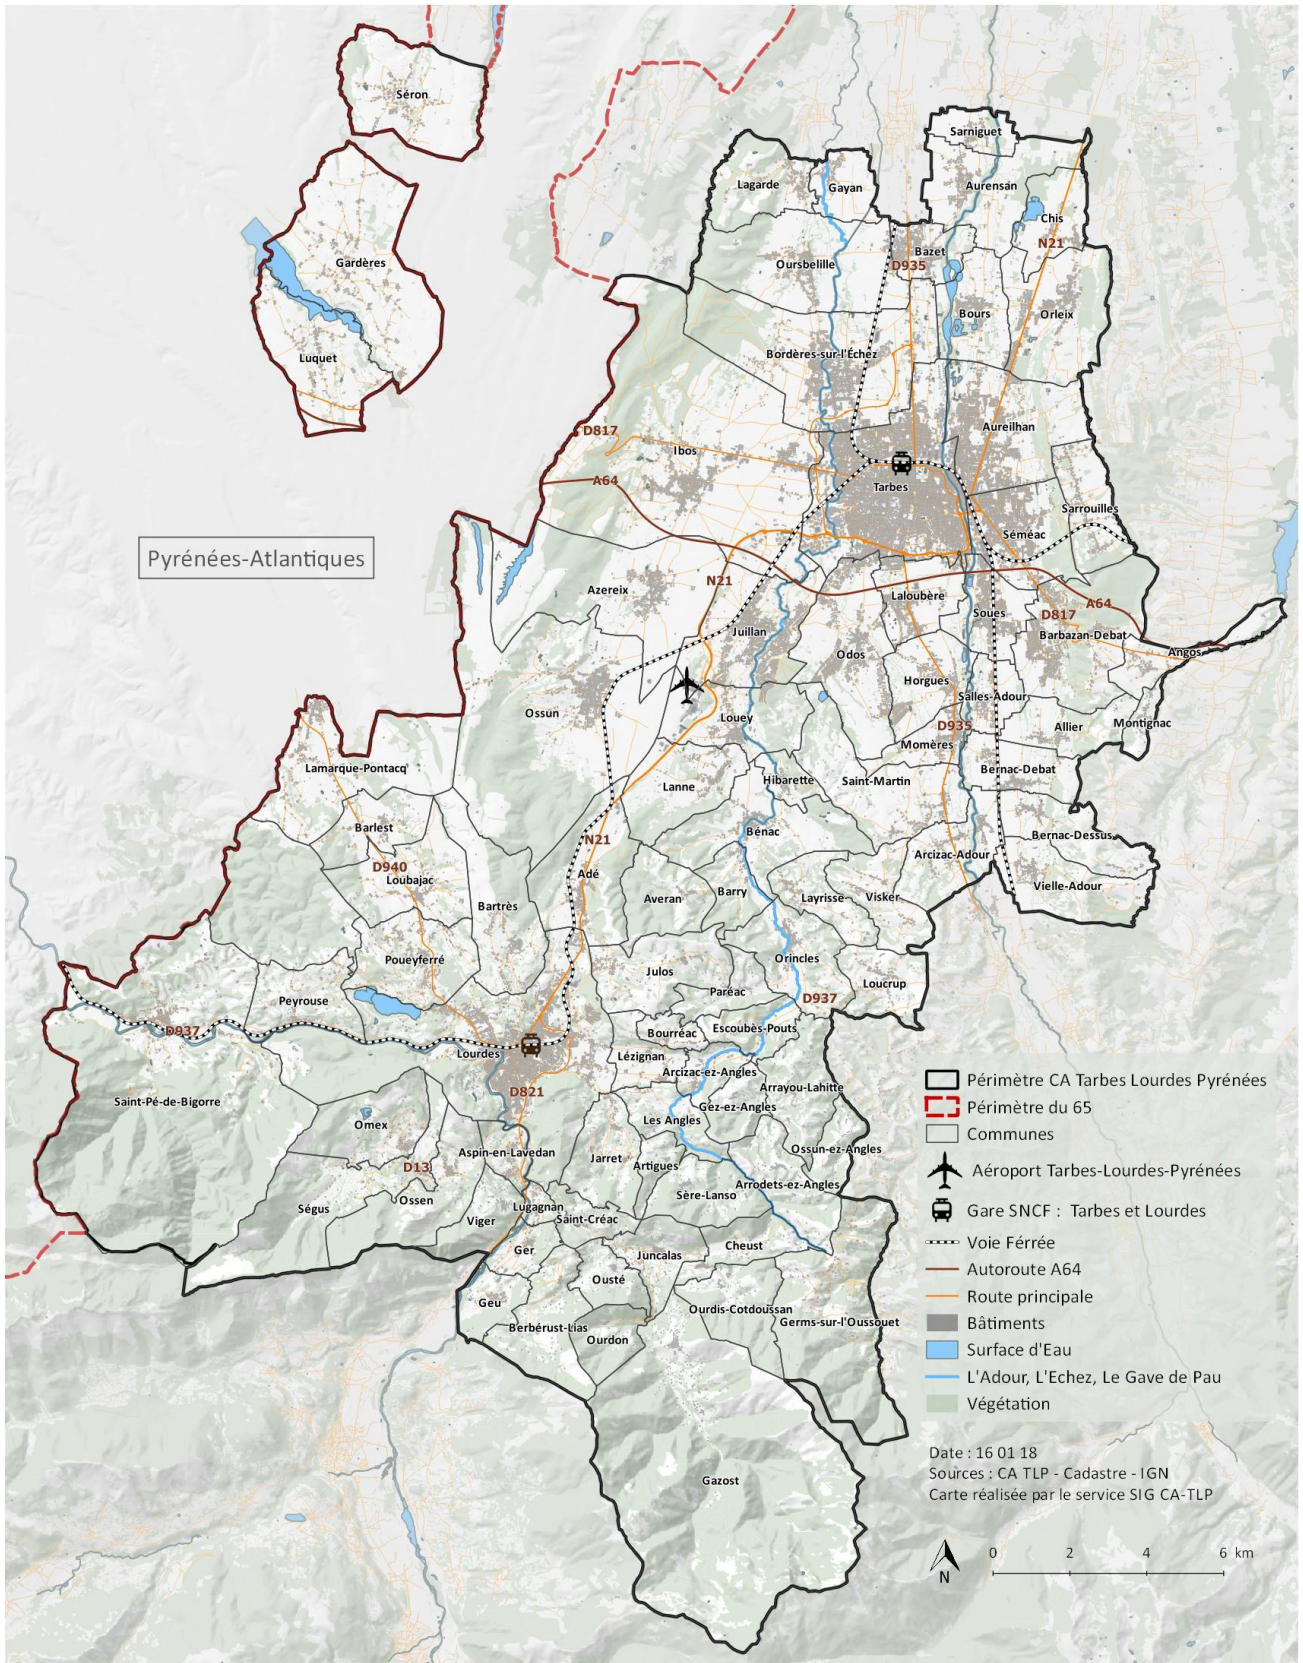 Séron
Sarniguet
Lagarde
Gayan
Aurensan
Chis
N21
Bazet
Oursbelille
D935
Gardères
Bours
Orleix
Luquet
Bordères-sur-l'Échez
Aureilhan
D817
Ibos
A64
Tarbes
Sarrouilles
Séméac
Pyrénées-Atlantiques
N21
Azereix
Laloubère
A64
Soues
D817
Juillan
Barbazan-Debat
Odos
Angos
Horgues
Salles-Adour
Ossun
Louey
D935
Allier
Montignac
Momères
Lamarque-Pontacq
Bernac-Debat
Hibarette
Saint-Martin
Lanne
Barlest
Bénac
Bernac-Dessus
N21
Arcizac-Adour
D940
Adé
Loubajac
Vielle-Adour
Barry
Averan
Layrisse
Visker
Bartrès
Poueyferré
Orincles
Julos
Loucrup
Paréac
Peyrouse
D937
D937
Bourréac
Escoubès-Pouts
Lourdes
Lézignan
Arcizac-ez-Angles
Arrayou-Lahitte
D821
Saint-Pé-de-Bigorre
Gez-ez-Angles
Les Angles
Omex
Ossun-ez-Angles
Aspin-en-Lavedan
Jarret
D13
Artigues
Arrodets-ez-Angles
Sère-Lanso
Ossen
Ségus
Lugagnan
Viger
Saint-Créac
Cheust
Ger
Juncalas
Ousté
Geu
Ourdis-Cotdoussan
Germs-sur-l'Oussouet
Berbérust-Lias
Ourdon
Gazost
Périmètre CA Tarbes Lourdes Pyrénées
Périmètre du 65
Communes
Aéroport Tarbes-Lourdes-Pyrénées
Gare SNCF : Tarbes et Lourdes
Voie Férrée
Autoroute A64
Route principale
Bâtiments
Surface d'Eau
L'Adour, L'Echez, Le Gave de Pau
Végétation
Date : 16 01 18
Sources : CA TLP - Cadastre - IGN
Carte réalisée par le service SIG CA-TLP
N
0 2 4 6 km